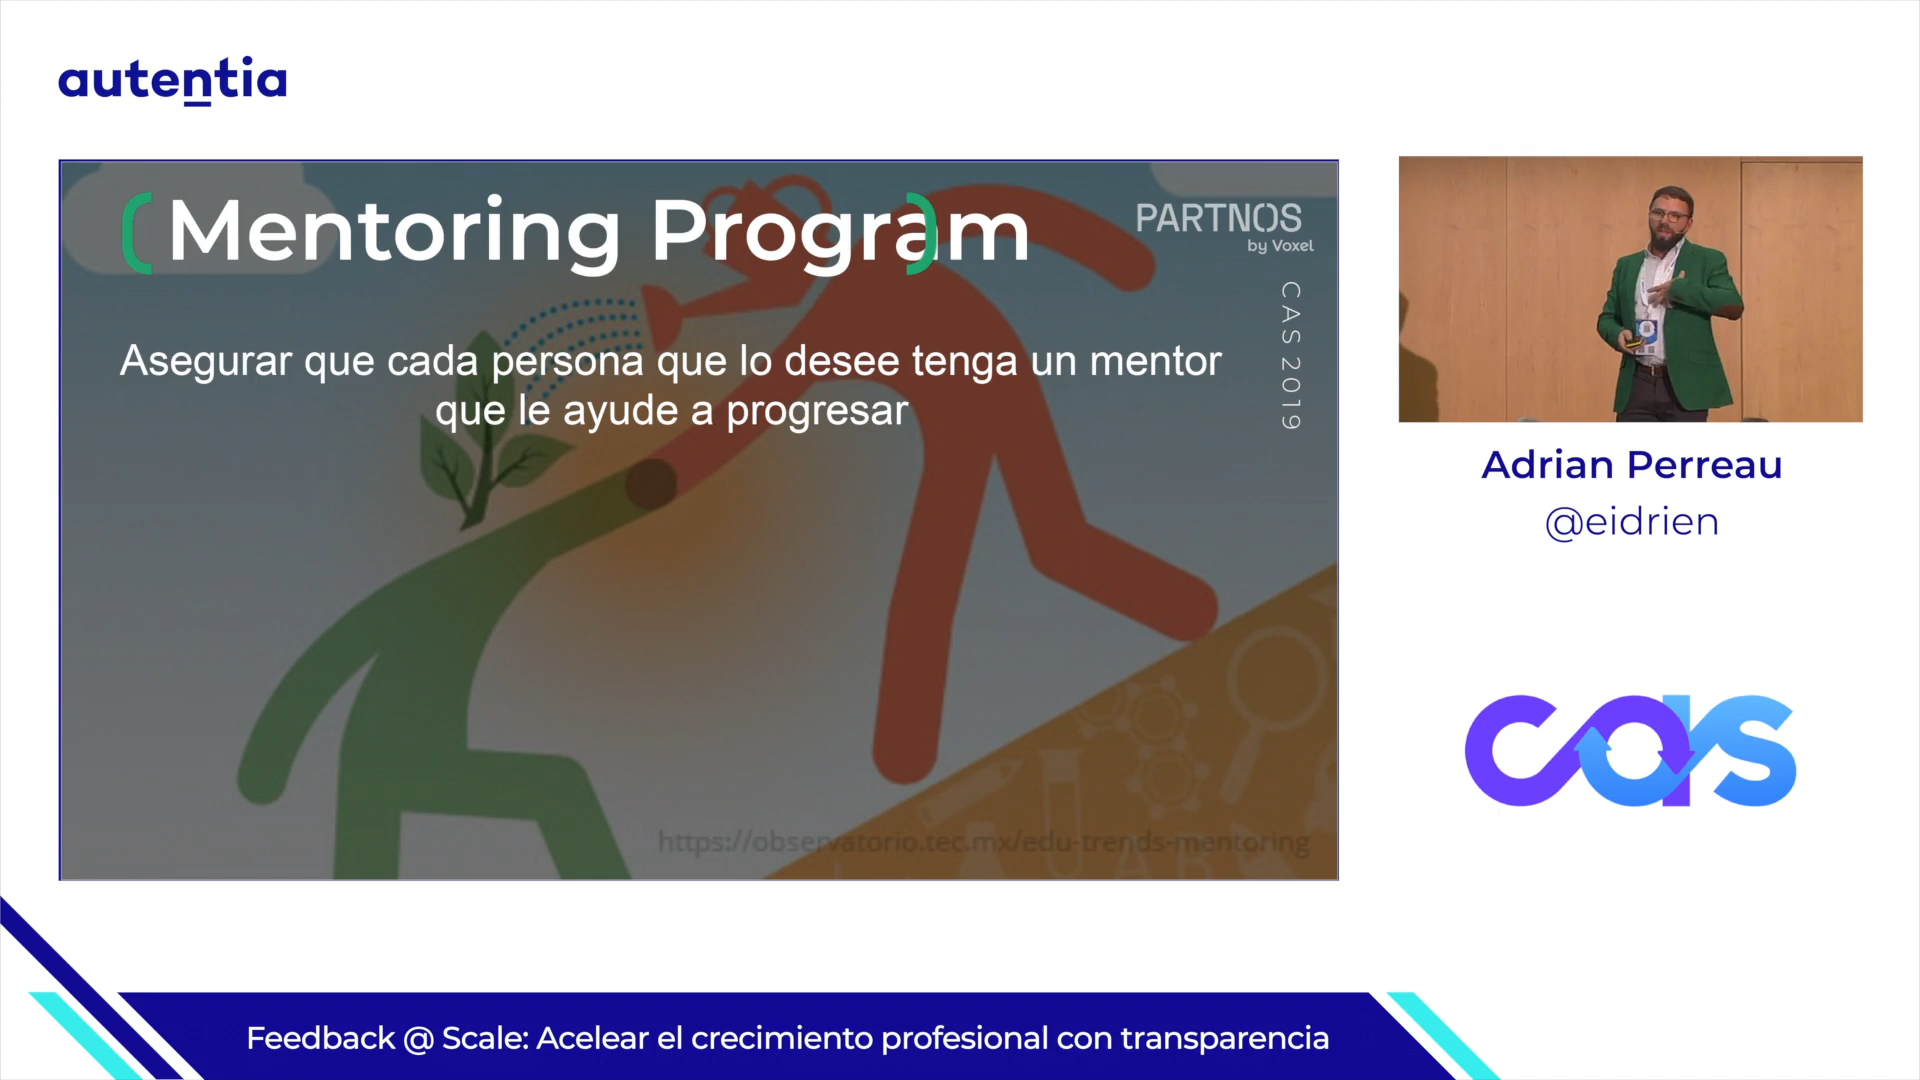 autentia
Mentoring Program
PARTNOS
by Voxel
CAS 2019
Asegurar que cada persona que lo desee tenga un mentor
que le ayude a progresar
https://observatorio.tec.mx/edu-trends-mentoring
Adrian Perreau
@eidrien
cas
Feedback @ Scale: Acelear el crecimiento profesional con transparencia